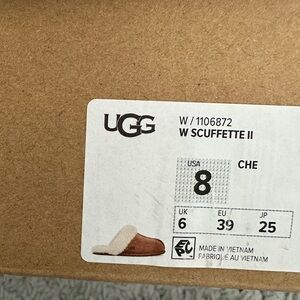 UGG
W / 1106872
W SCUFFETTE II
USA
8
CHE
UK EU JP
6 39 25
MADE IN VIETNAM
FABRIQUÉ AU VIETNAM